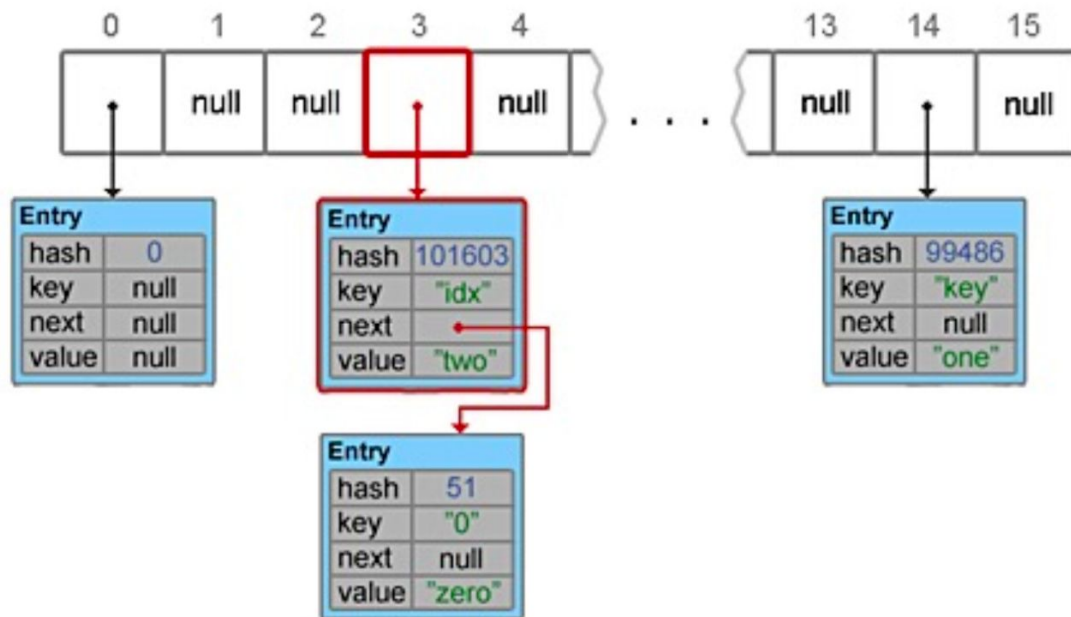 0 1 2 3 4 13 14 15
null null null . . . null null
Entry
hash 0
key null
next null
value null
Entry
hash 101603
key "idx"
next
value "two"
Entry
hash 99486
key "key"
next null
value "one"
Entry
hash 51
key "0"
next null
value "zero"